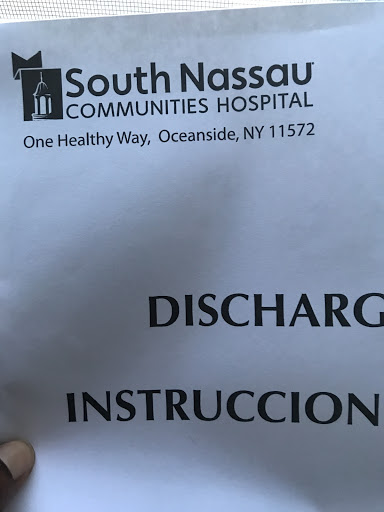 South Nassau
COMMUNITIES HOSPITAL
One Healthy Way, Oceanside, NY 11572
DISCHARG
INSTRUCCION